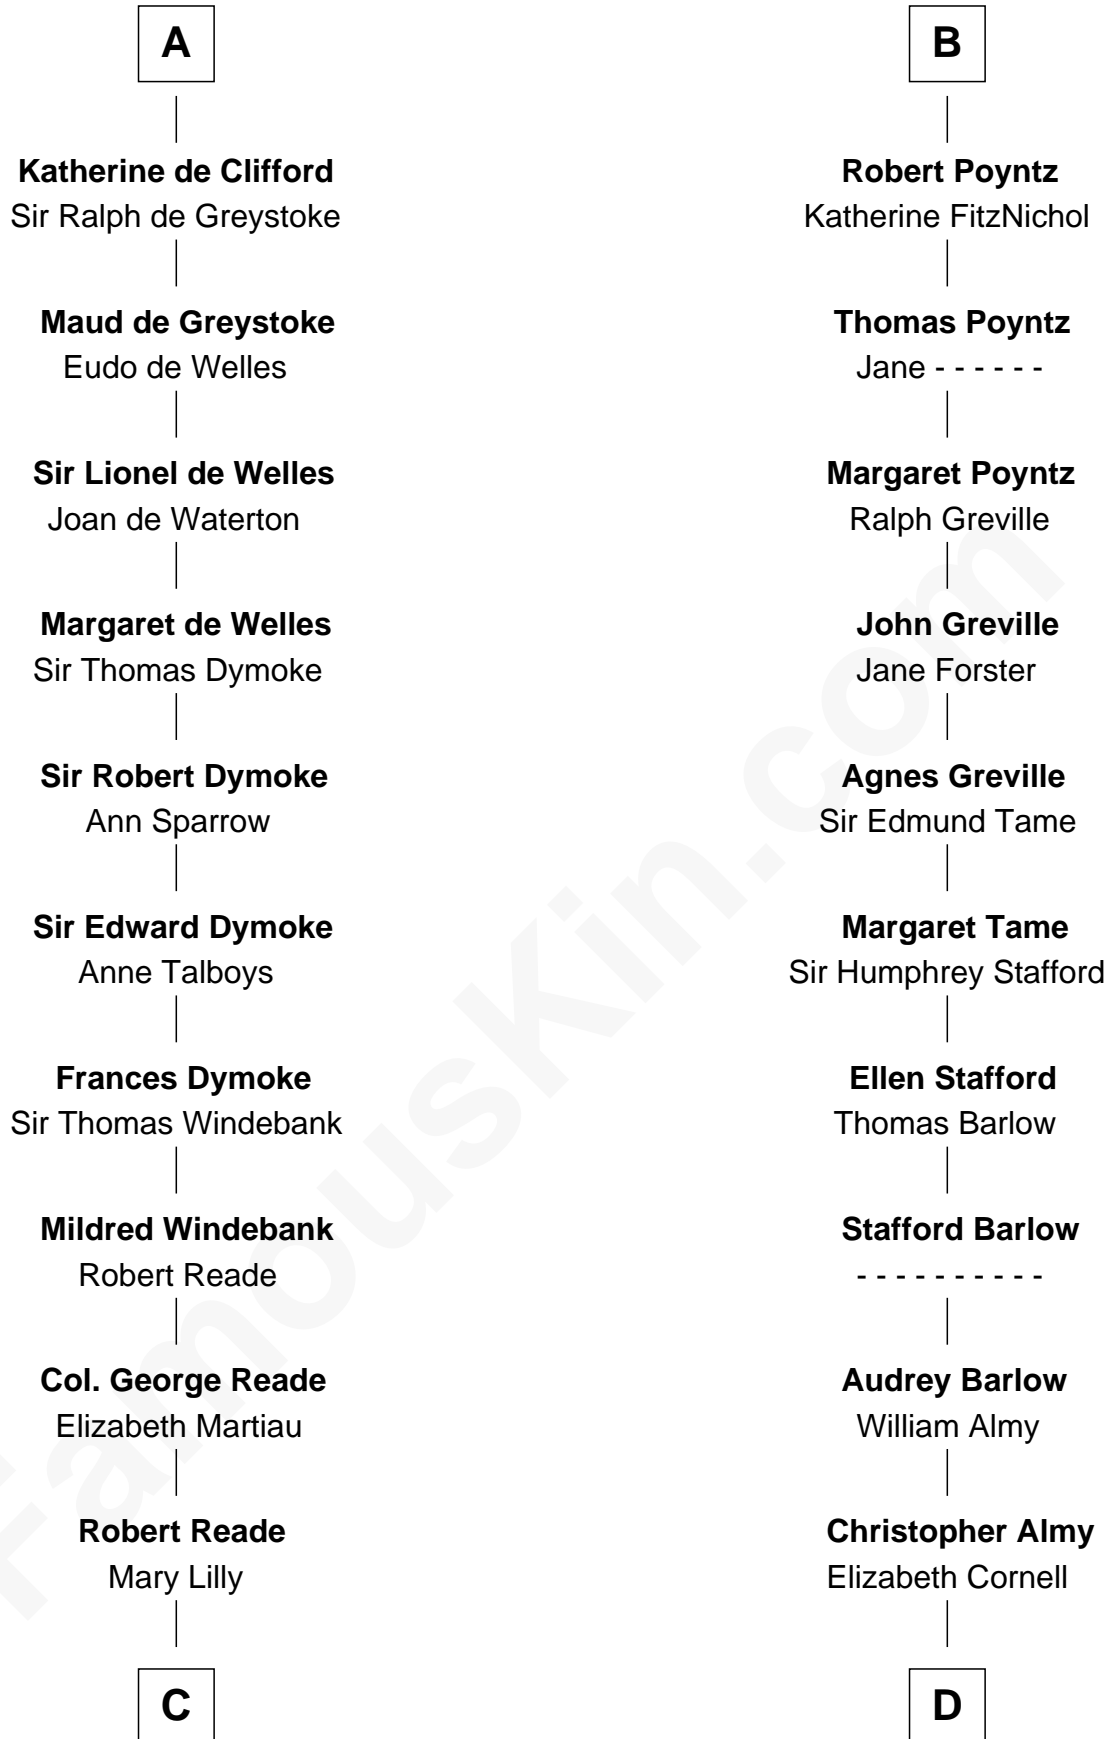 A
Katherine de Clifford
Sir Ralph de Greystoke
Maud de Greystoke
Eudo de Welles
Sir Lionel de Welles
Joan de Waterton
Margaret de Welles
Sir Thomas Dymoke
Sir Robert Dymoke
Ann Sparrow
Sir Edward Dymoke
Anne Talboys
Frances Dymoke
Sir Thomas Windebank
Mildred Windebank
Robert Reade
Col. George Reade
Elizabeth Martiau
Robert Reade
Mary Lilly
C
B
Robert Poyntz
Katherine FitzNichol
Thomas Poyntz
Jane - - - - - -
Margaret Poyntz
Ralph Greville
John Greville
Jane Forster
Agnes Greville
Sir Edmund Tame
Margaret Tame
Sir Humphrey Stafford
Ellen Stafford
Thomas Barlow
Stafford Barlow
- - - - - - - - - -
Audrey Barlow
William Almy
Christopher Almy
Elizabeth Cornell
D
FamousKin.com